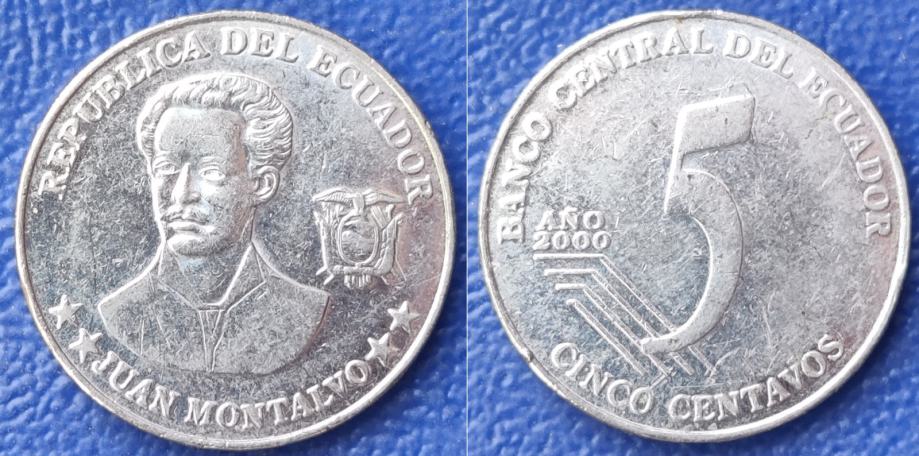 REPUBLICA DEL ECUADOR
JUAN MONTALVO
BANCO CENTRAL DEL ECUADOR
AÑO
2000
5
CINCO CENTAVOS